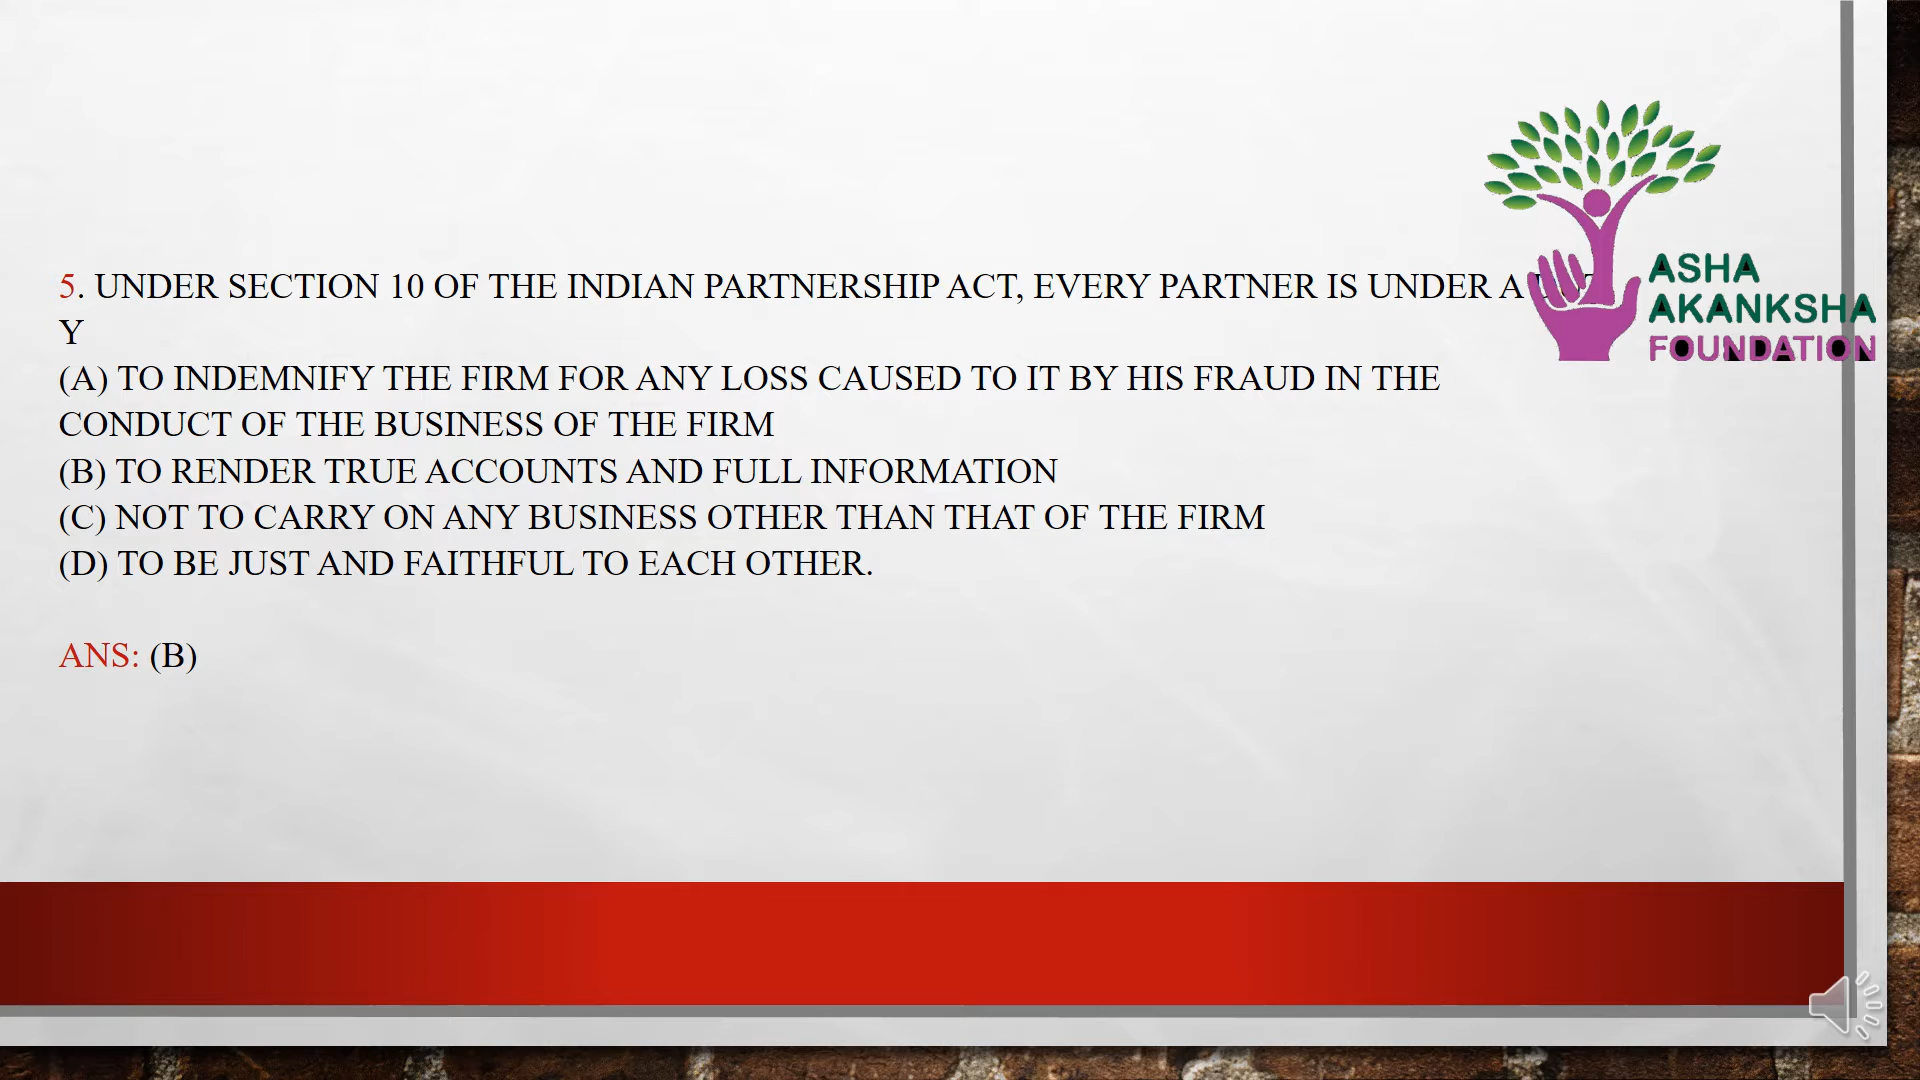 5. UNDER SECTION 10 OF THE INDIAN PARTNERSHIP ACT, EVERY PARTNER IS UNDER A
Y
(A) TO INDEMNIFY THE FIRM FOR ANY LOSS CAUSED TO IT BY HIS FRAUD IN THE
CONDUCT OF THE BUSINESS OF THE FIRM
(B) TO RENDER TRUE ACCOUNTS AND FULL INFORMATION
(C) NOT TO CARRY ON ANY BUSINESS OTHER THAN THAT OF THE FIRM
(D) TO BE JUST AND FAITHFUL TO EACH OTHER.
ANS: (B)
ASHA
AKANKSHA
FOUNDATION